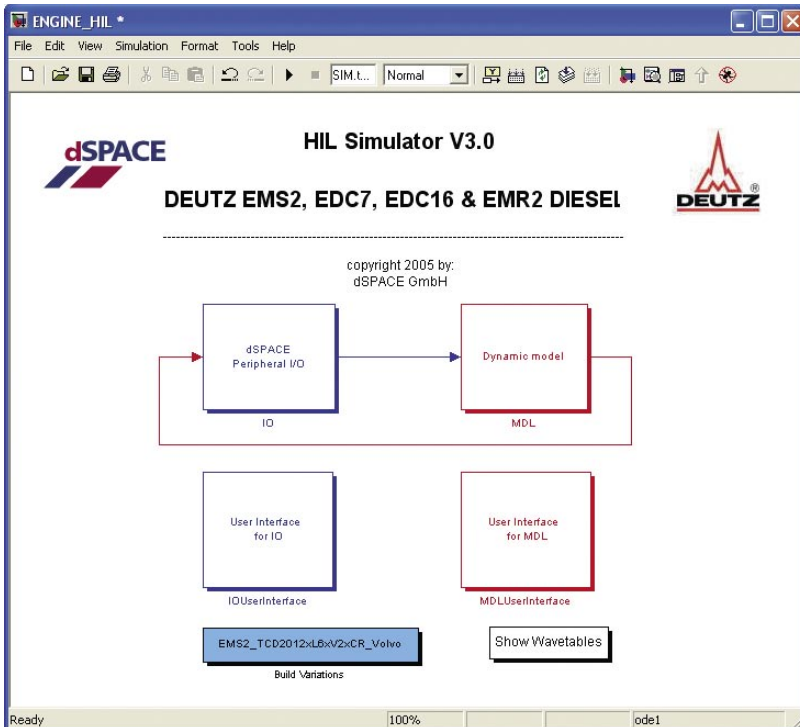 ENGINE_HIL *
File Edit View Simulation Format Tools Help
SIM.t... Normal
dSPACE
HIL Simulator V3.0
DEUTZ
®
DEUTZ EMS2, EDC7, EDC16 & EMR2 DIESEL
copyright 2005 by:
dSPACE GmbH
dSPACE
Peripheral I/O
Dynamic model
IO
MDL
User Interface
for IO
User Interface
for MDL
IOUserInterface
MDLUserInterface
EMS2_TCD2012xL6xV2xCR_Volvo
Show Wavetables
Build Variations
Ready 100% ode1